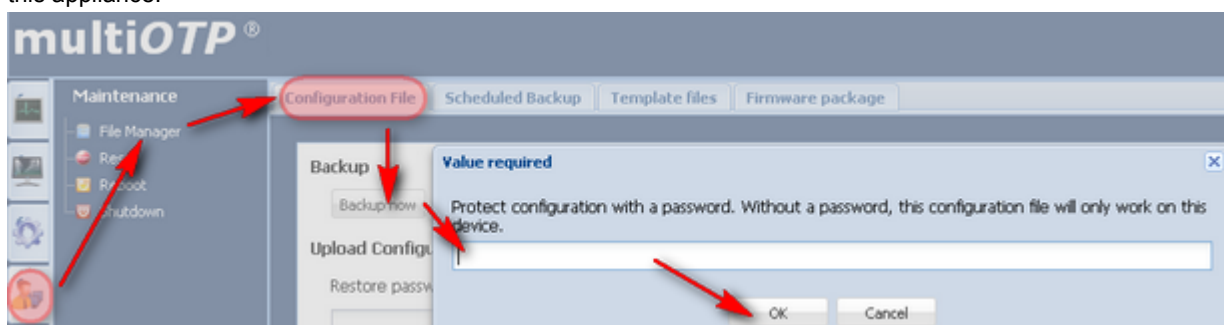 this appliance.
multiOTP ®
Maintenance
File Manager
Reboot
Shutdown
Configuration File
Scheduled Backup
Template files
Firmware package
Backup
Backup now
Upload Configu
Restore passw
Value required
Protect configuration with a password. Without a password, this configuration file will only work on this
device.
OK
Cancel